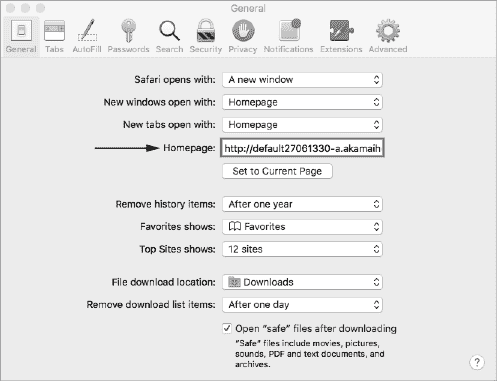 General
General Tabs AutoFill Passwords Search Security Privacy Notifications Extensions Advanced
Safari opens with: A new window
New windows open with: Homepage
New tabs open with: Homepage
Homepage: http://default27061330-a.akamaih
Set to Current Page
Remove history items: After one year
Favorites shows: Favorites
Top Sites shows: 12 sites
File download location: Downloads
Remove download list items: After one day
Open “safe” files after downloading
“Safe” files include movies, pictures,
sounds, PDF and text documents, and
archives.
?